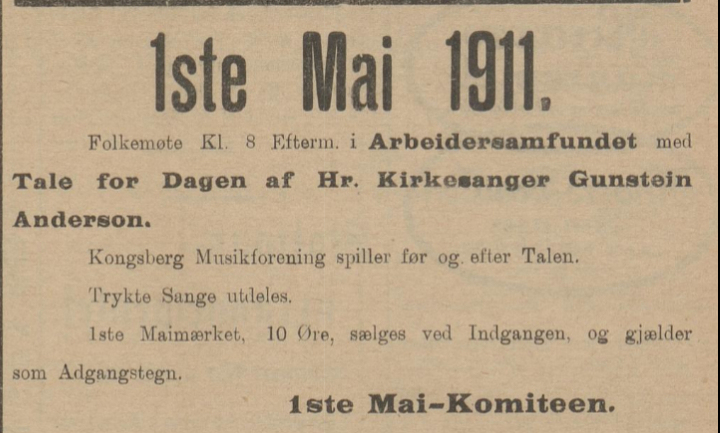 1ste Mai 1911.
Folkemøte Kl. 8 Efterm. i Arbeidersamfundet med
Tale for Dagen af Hr. Kirkesanger Gunstein
Anderson.
Kongsberg Musikforening spiller før og efter Talen.
Trykte Sange utdeles.
1ste Maimærket, 10 Øre, sælges ved Indgangen, og gjælder
som Adgangstegn.
1ste Mai-Komiteen.